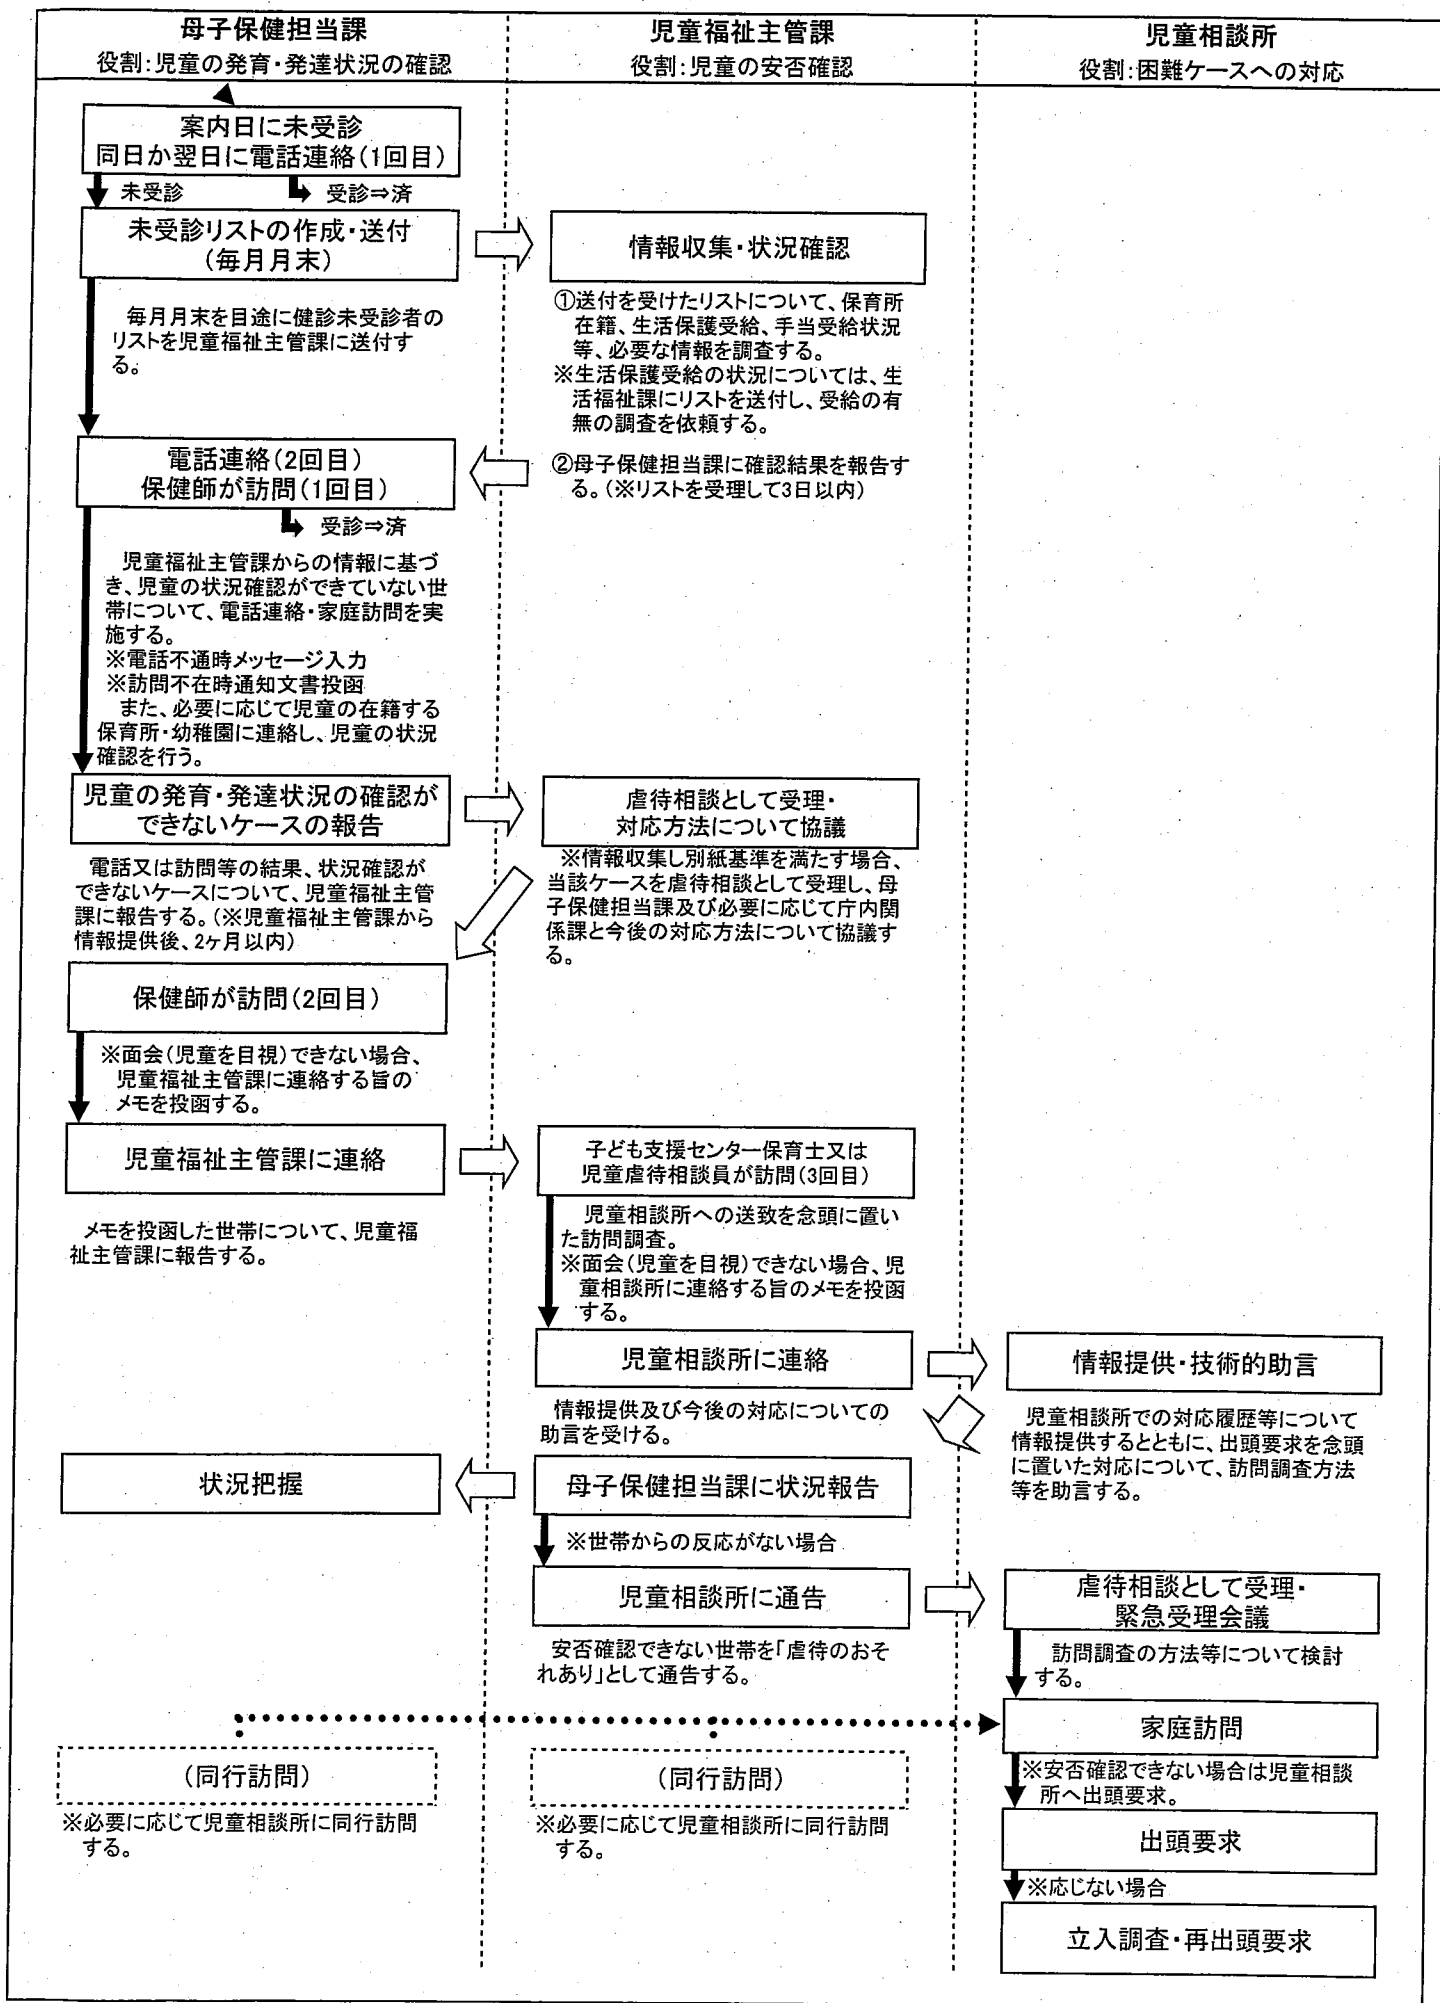 母子保健担当課
役割:児童の発育・発達状況の確認
児童福祉主管課
役割:児童の安否確認
児童相談所
役割:困難ケースへの対応
案内日に未受診
同日か翌日に電話連絡(1回目)
未受診
受診⇒済
未受診リストの作成・送付
(毎月月末)
情報収集・状況確認
毎月月末を目途に健診未受診者の
リストを児童福祉主管課に送付す
る。
①送付を受けたリストについて、保育所
在籍、生活保護受給、手当受給状況
等、必要な情報を調査する。
※生活保護受給の状況については、生
活福祉課にリストを送付し、受給の有
無の調査を依頼する。
電話連絡(2回目)
保健師が訪問(1回目)
②母子保健担当課に確認結果を報告す
る。(※リストを受理して3日以内)
受診⇒済
児童福祉主管課からの情報に基づ
き、児童の状況確認ができていない世
帯について、電話連絡・家庭訪問を実
施する。
※電話不通時メッセージ入力
※訪問不在時通知文書投函
また、必要に応じて児童の在籍する
保育所・幼稚園に連絡し、児童の状況
確認を行う。
児童の発育・発達状況の確認が
できないケースの報告
虐待相談として受理・
対応方法について協議
電話又は訪問等の結果、状況確認が
できないケースについて、児童福祉主管
課に報告する。(※児童福祉主管課から
情報提供後、2ヶ月以内)
※情報収集し別紙基準を満たす場合、
当該ケースを虐待相談として受理し、母
子保健担当課及び必要に応じて庁内関
係課と今後の対応方法について協議す
る。
保健師が訪問(2回目)
※面会(児童を目視)できない場合、
児童福祉主管課に連絡する旨の
メモを投函する。
児童福祉主管課に連絡
子ども支援センター保育士又は
児童虐待相談員が訪問(3回目)
メモを投函した世帯について、児童福
祉主管課に報告する。
児童相談所への送致を念頭に置い
た訪問調査。
※面会(児童を目視)できない場合、児
童相談所に連絡する旨のメモを投函
する。
児童相談所に連絡
情報提供・技術的助言
情報提供及び今後の対応についての
助言を受ける。
児童相談所での対応履歴等について
情報提供するとともに、出頭要求を念頭
に置いた対応について、訪問調査方法
等を助言する。
状況把握
母子保健担当課に状況報告
※世帯からの反応がない場合
児童相談所に通告
虐待相談として受理・
緊急受理会議
安否確認できない世帯を「虐待のおそ
れあり」として通告する。
訪問調査の方法等について検討
する。
家庭訪問
(同行訪問)
(同行訪問)
※安否確認できない場合は児童相談
所へ出頭要求。
※必要に応じて児童相談所に同行訪問
する。
※必要に応じて児童相談所に同行訪問
する。
出頭要求
※応じない場合
立入調査・再出頭要求